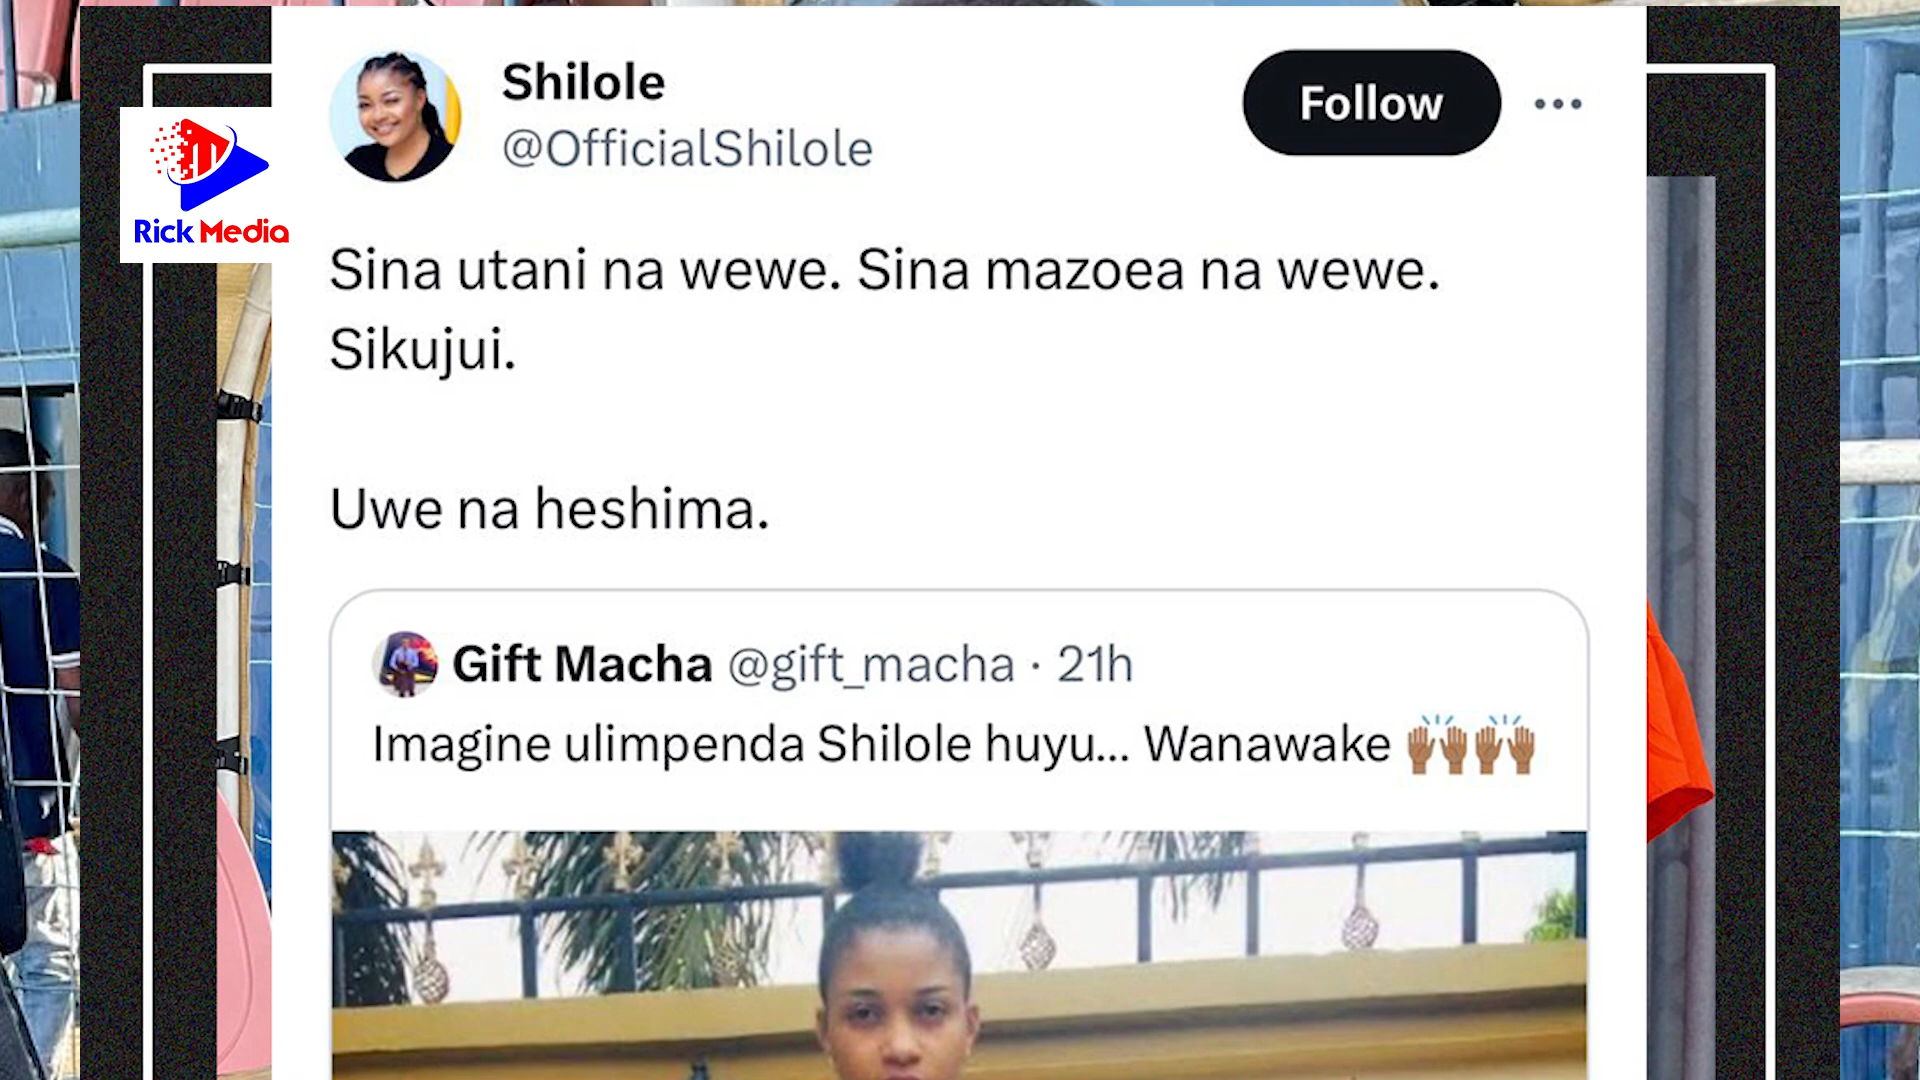 Shilole
@OfficialShilole
Follow
Rick Media
Sina utani na wewe. Sina mazoea na wewe.
Sikujui.
Uwe na heshima.
Gift Macha @gift_macha · 21h
Imagine ulimpenda Shilole huyu... Wanawake 🙌🏾🙌🏾